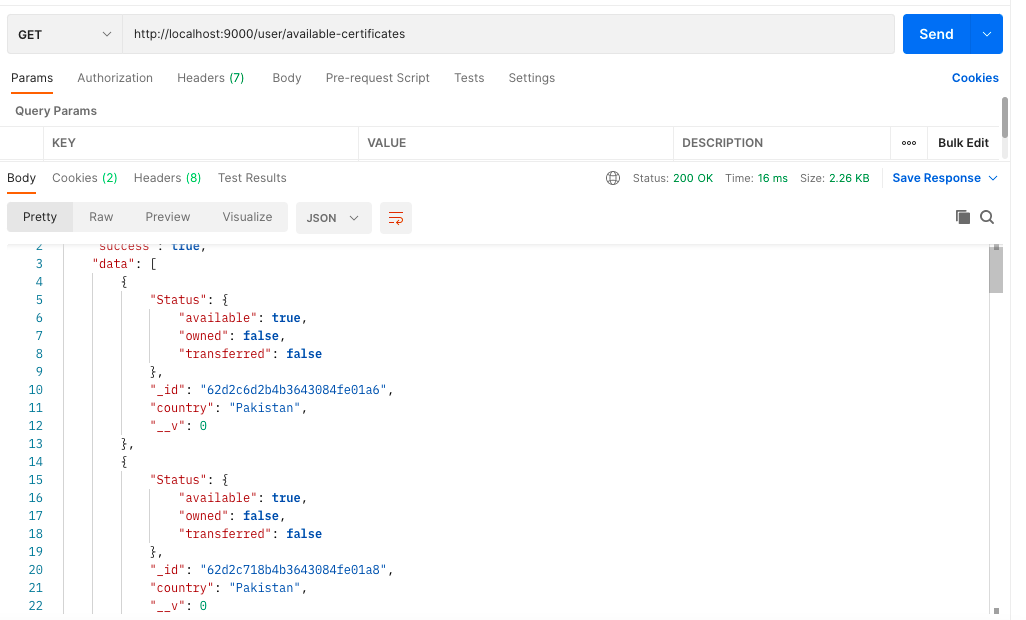 GET http://localhost:9000/user/available-certificates Send
Params Authorization Headers (7) Body Pre-request Script Tests Settings Cookies
Query Params
KEY VALUE DESCRIPTION ooo Bulk Edit
Body Cookies (2) Headers (8) Test Results Status: 200 OK Time: 16 ms Size: 2.26 KB Save Response
Pretty Raw Preview Visualize JSON
2 "success": true,
3 "data": [
4 {
5 "Status": {
6 "available": true,
7 "owned": false,
8 "transferred": false
9 },
10 "_id": "62d2c6d2b4b3643084fe01a6",
11 "country": "Pakistan",
12 "__v": 0
13 },
14 {
15 "Status": {
16 "available": true,
17 "owned": false,
18 "transferred": false
19 },
20 "_id": "62d2c718b4b3643084fe01a8",
21 "country": "Pakistan",
22 "__v": 0